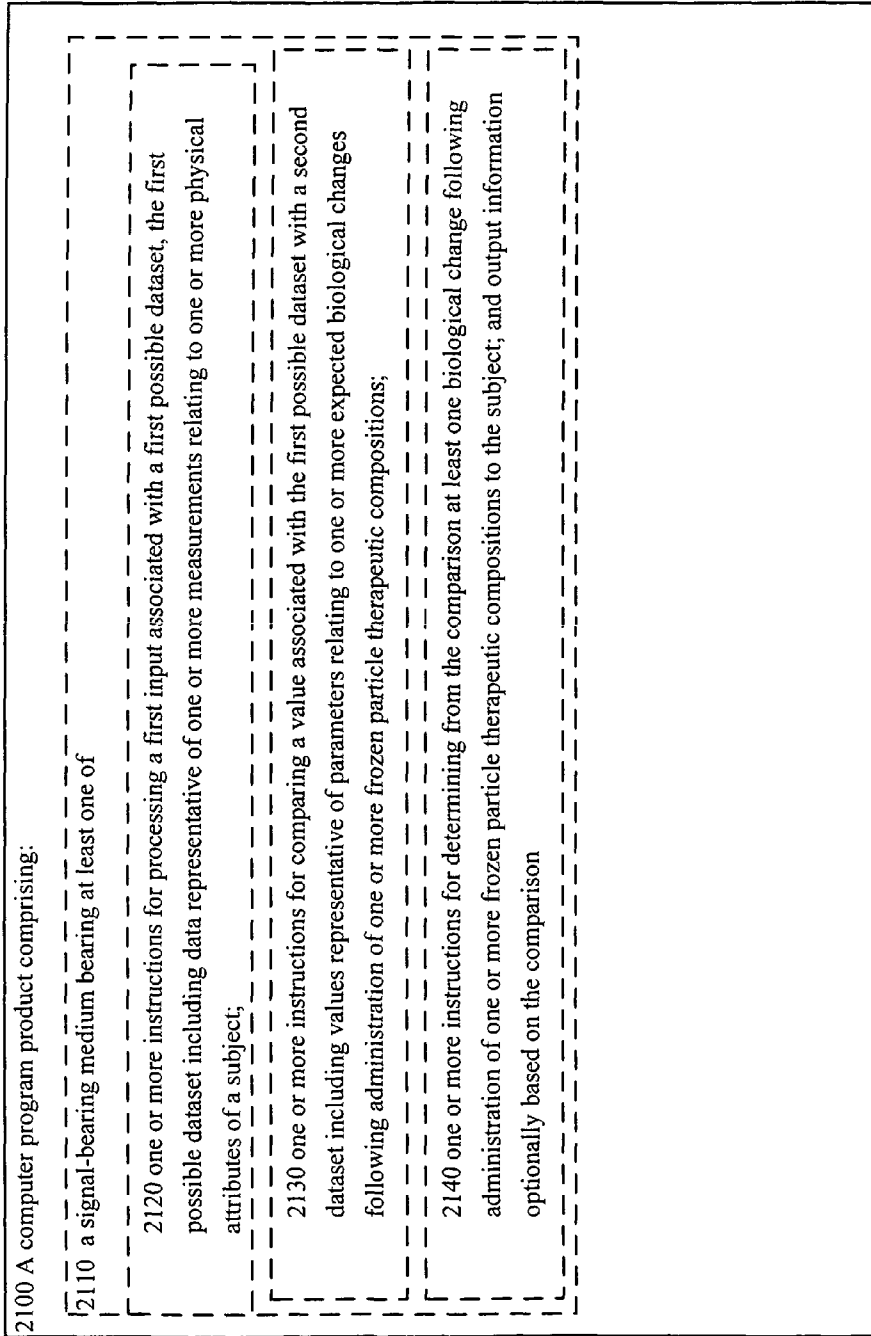 2100 A computer program product comprising:
2110 a signal-bearing medium bearing at least one of
2120 one or more instructions for processing a first input associated with a first possible dataset, the first
possible dataset including data representative of one or more measurements relating to one or more physical
attributes of a subject;
2130 one or more instructions for comparing a value associated with the first possible dataset with a second
dataset including values representative of parameters relating to one or more expected biological changes
following administration of one or more frozen particle therapeutic compositions;
2140 one or more instructions for determining from the comparison at least one biological change following
administration of one or more frozen particle therapeutic compositions to the subject; and output information
optionally based on the comparison